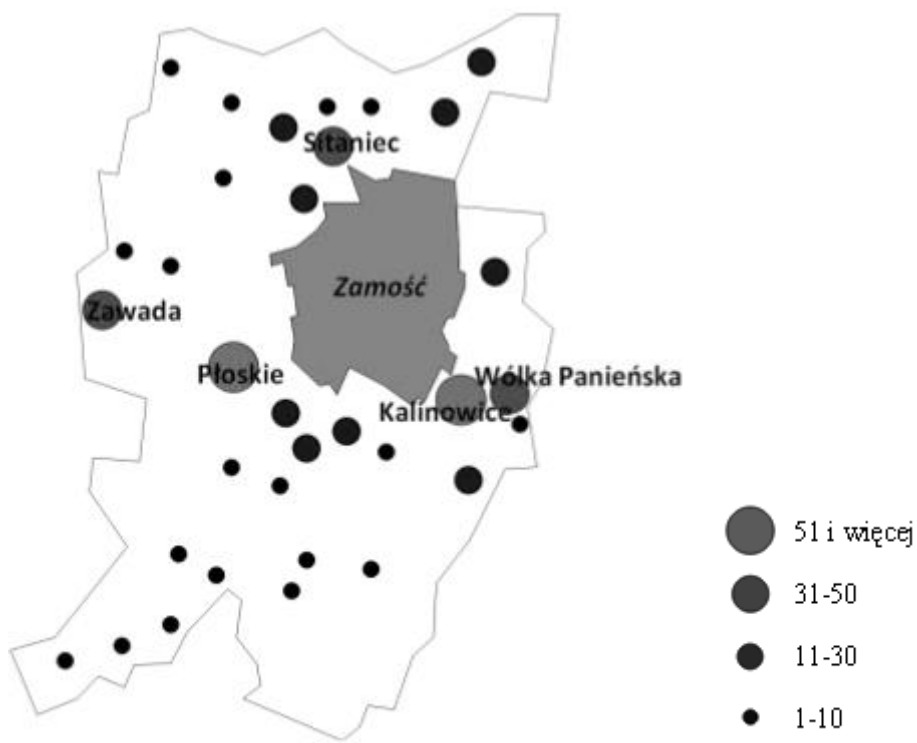 Sitaniec
Zamość
Zawada
Płoskie
Wólka Panieńska
Kalinowice
51 i więcej
31-50
11-30
1-10